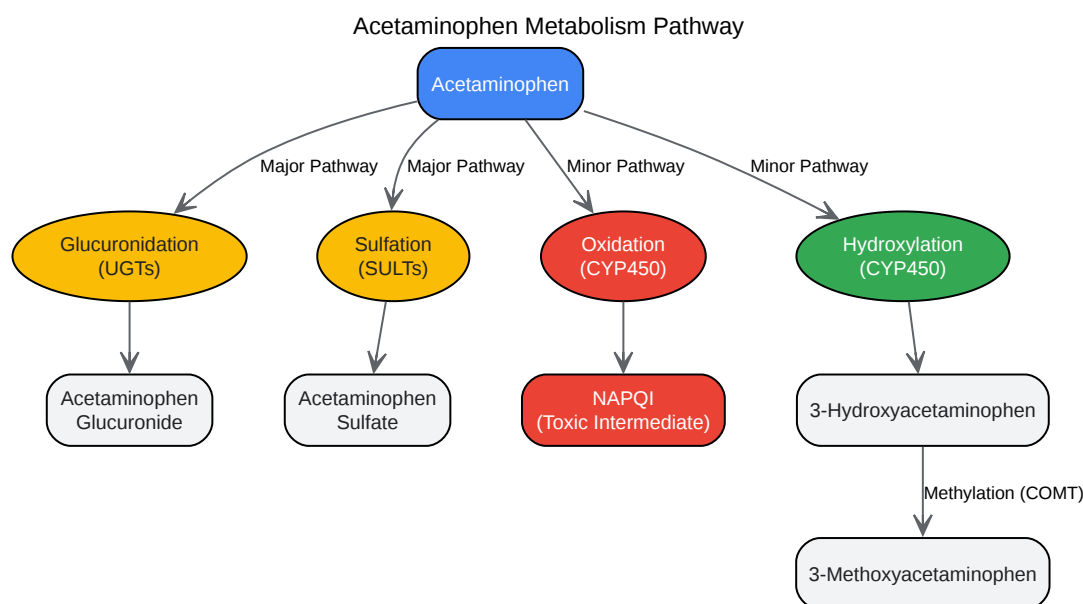 Acetaminophen Metabolism Pathway
Acetaminophen
Major Pathway
Major Pathway
Minor Pathway
Minor Pathway
Glucuronidation
(UGTs)
Sulfation
(SULTs)
Oxidation
(CYP450)
Hydroxylation
(CYP450)
Acetaminophen
Glucuronide
Acetaminophen
Sulfate
NAPQI
(Toxic Intermediate)
3-Hydroxyacetaminophen
Methylation (COMT)
3-Methoxyacetaminophen